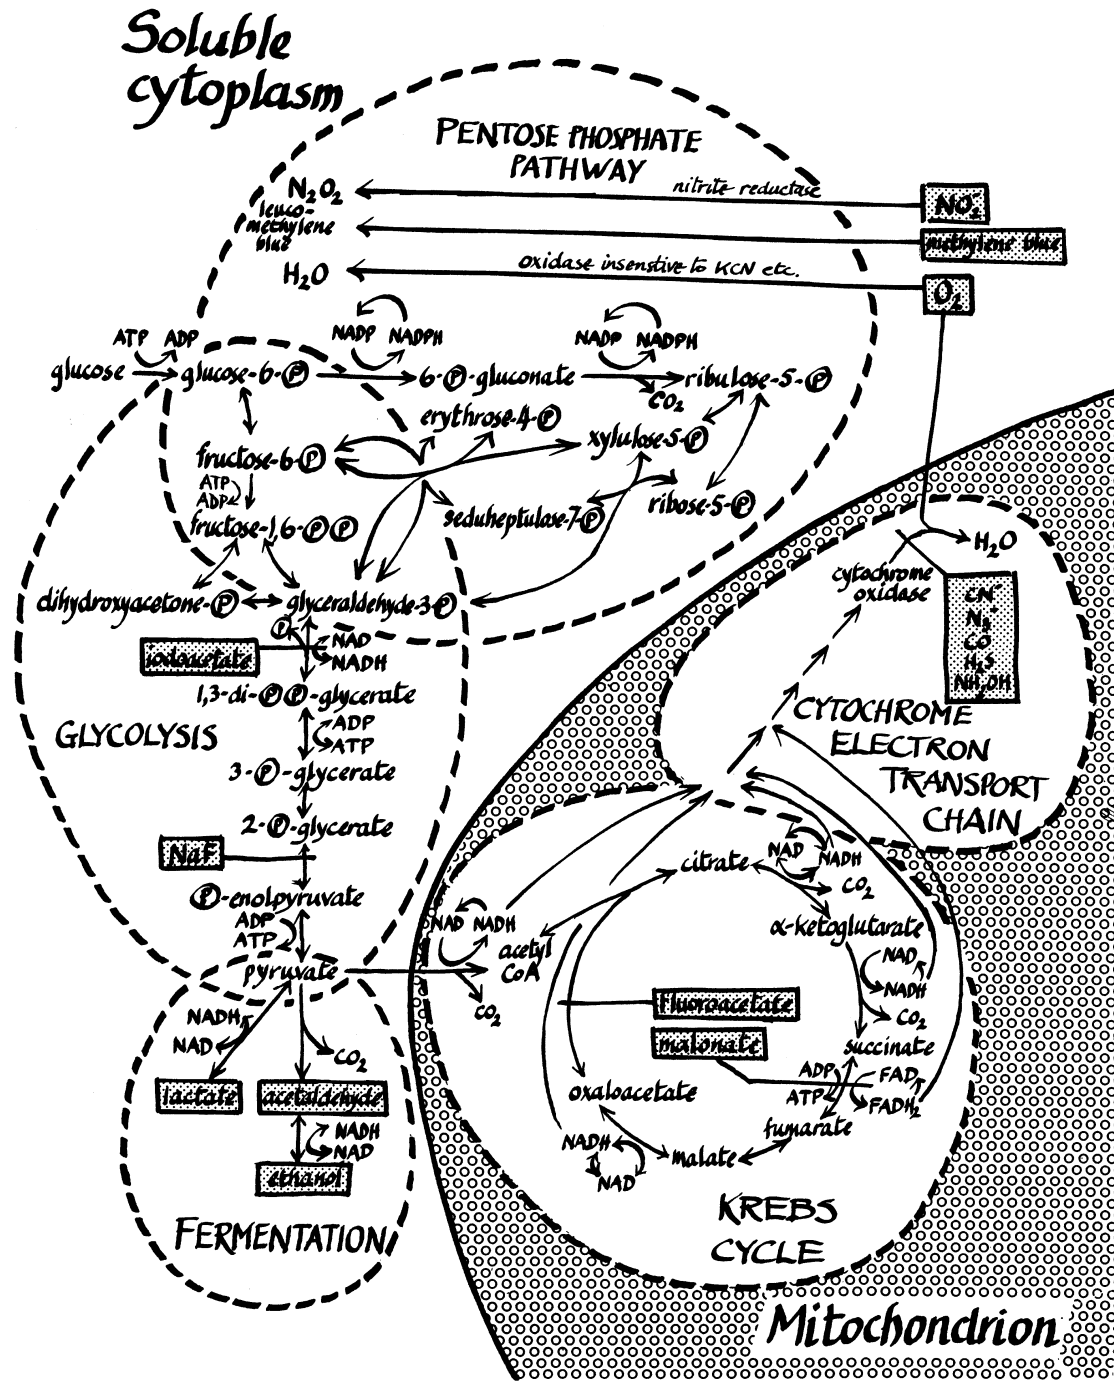 Soluble
cytoplasm
PENTOSE PHOSPHATE
PATHWAY
N₂O₂
nitrite reductase
NO₂⁻
leuco-
methylene
blue
methylene blue
H₂O
oxidase insenstive to KCN etc.
O₂
ATP ADP
NADP NADPH
NADP NADPH
glucose
glucose-6-P
6-P-gluconate
ribulose-5-P
CO₂
erythrose-4-P
xylulose-5-P
fructose-6-P
ATP
ADP
seduheptulase-7-P
ribose-5-P
fructose-1,6-P P
H₂O
cytochrome
oxidase
CN⁻
N₃⁻
CO
H₂S
NH₂OH
dihydroxyacetone-P
glyceraldehyde-3-P
P
NAD
NADH
iodoacetate
1,3-di-P P-glycerate
GLYCOLYSIS
ADP
ATP
CYTOCHROME
ELECTRON
TRANSPORT
CHAIN
3-P-glycerate
2-P-glycerate
NaF
P-enolpyruvate
ADP
ATP
pyruvate
NAD NADH
acetyl
CoA
CO₂
citrate
NAD
NADH
CO₂
α-ketoglutarate
NAD
NADH
CO₂
succinate
fluoroacetate
malonate
ADP
ATP
FAD
FADH₂
fumarate
oxaloacetate
NADH
NAD
malate
KREBS
CYCLE
NADH
NAD
CO₂
lactate
acetaldehyde
NADH
NAD
ethanol
FERMENTATION
Mitochondrion